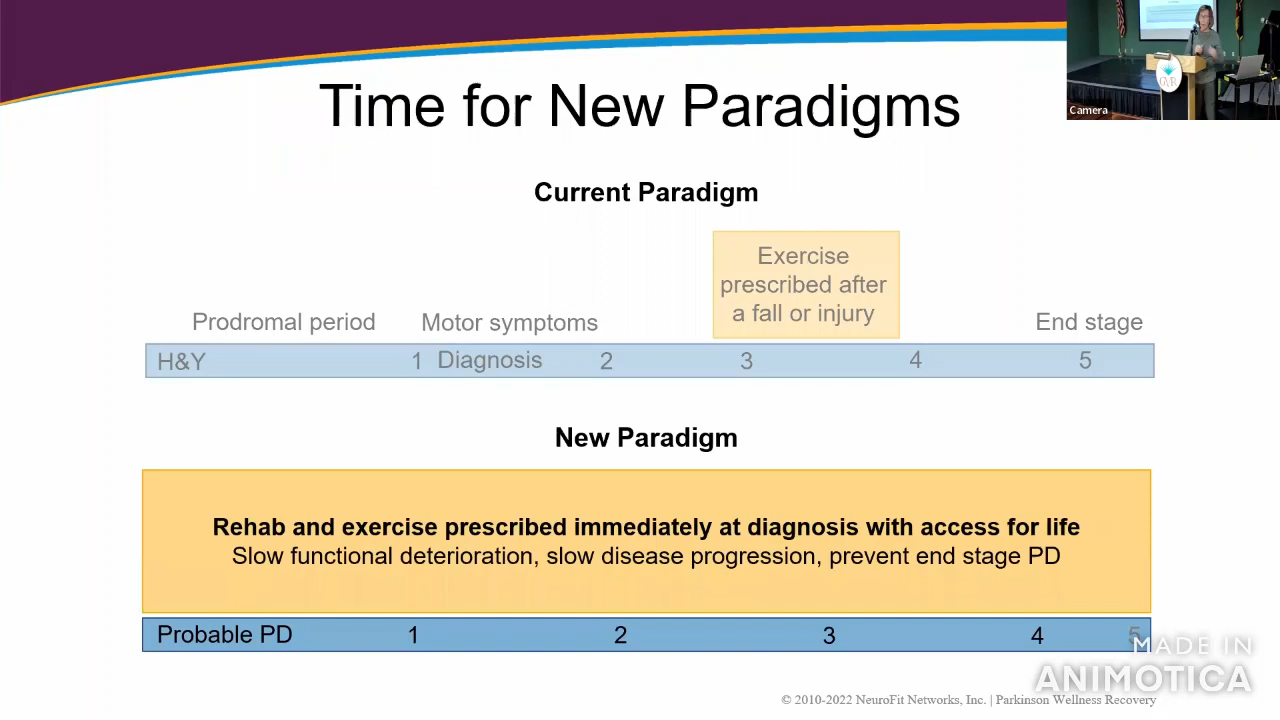 Camera
Time for New Paradigms
Current Paradigm
Exercise
prescribed after
a fall or injury
Prodromal period Motor symptoms End stage
H&Y 1 Diagnosis 2 3 4 5
New Paradigm
Rehab and exercise prescribed immediately at diagnosis with access for life
Slow functional deterioration, slow disease progression, prevent end stage PD
Probable PD 1 2 3 4 5
MADE IN
ANIMOTICA
© 2010-2022 NeuroFit Networks, Inc. | Parkinson Wellness Recovery